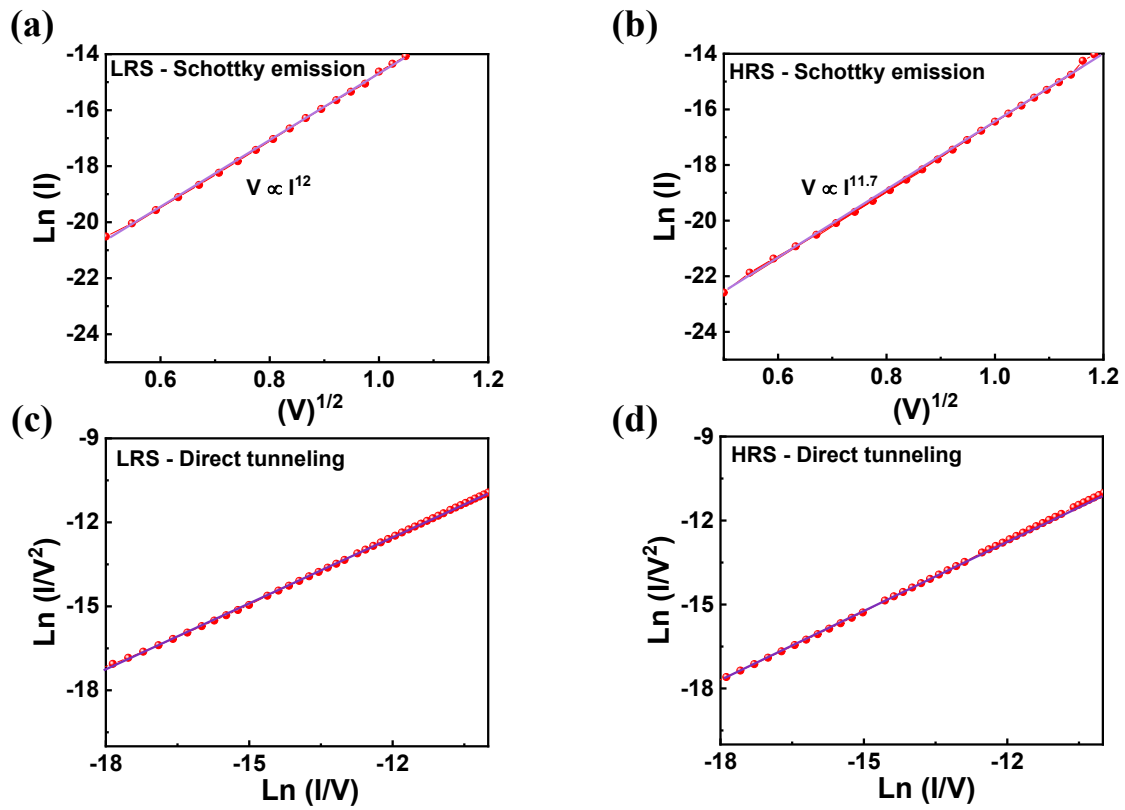 (a)
LRS - Schottky emission
V ∝ I^12
Ln (I)
-14
-16
-18
-20
-22
-24
0.6 0.8 1.0 1.2
(V)^1/2
(b)
HRS - Schottky emission
V ∝ I^11.7
Ln (I)
-14
-16
-18
-20
-22
-24
0.6 0.8 1.0 1.2
(V)^1/2
(c)
LRS - Direct tunneling
Ln (I/V^2)
-9
-12
-15
-18
-18 -15 -12
Ln (I/V)
(d)
HRS - Direct tunneling
Ln (I/V^2)
-9
-12
-15
-18
-18 -15 -12
Ln (I/V)